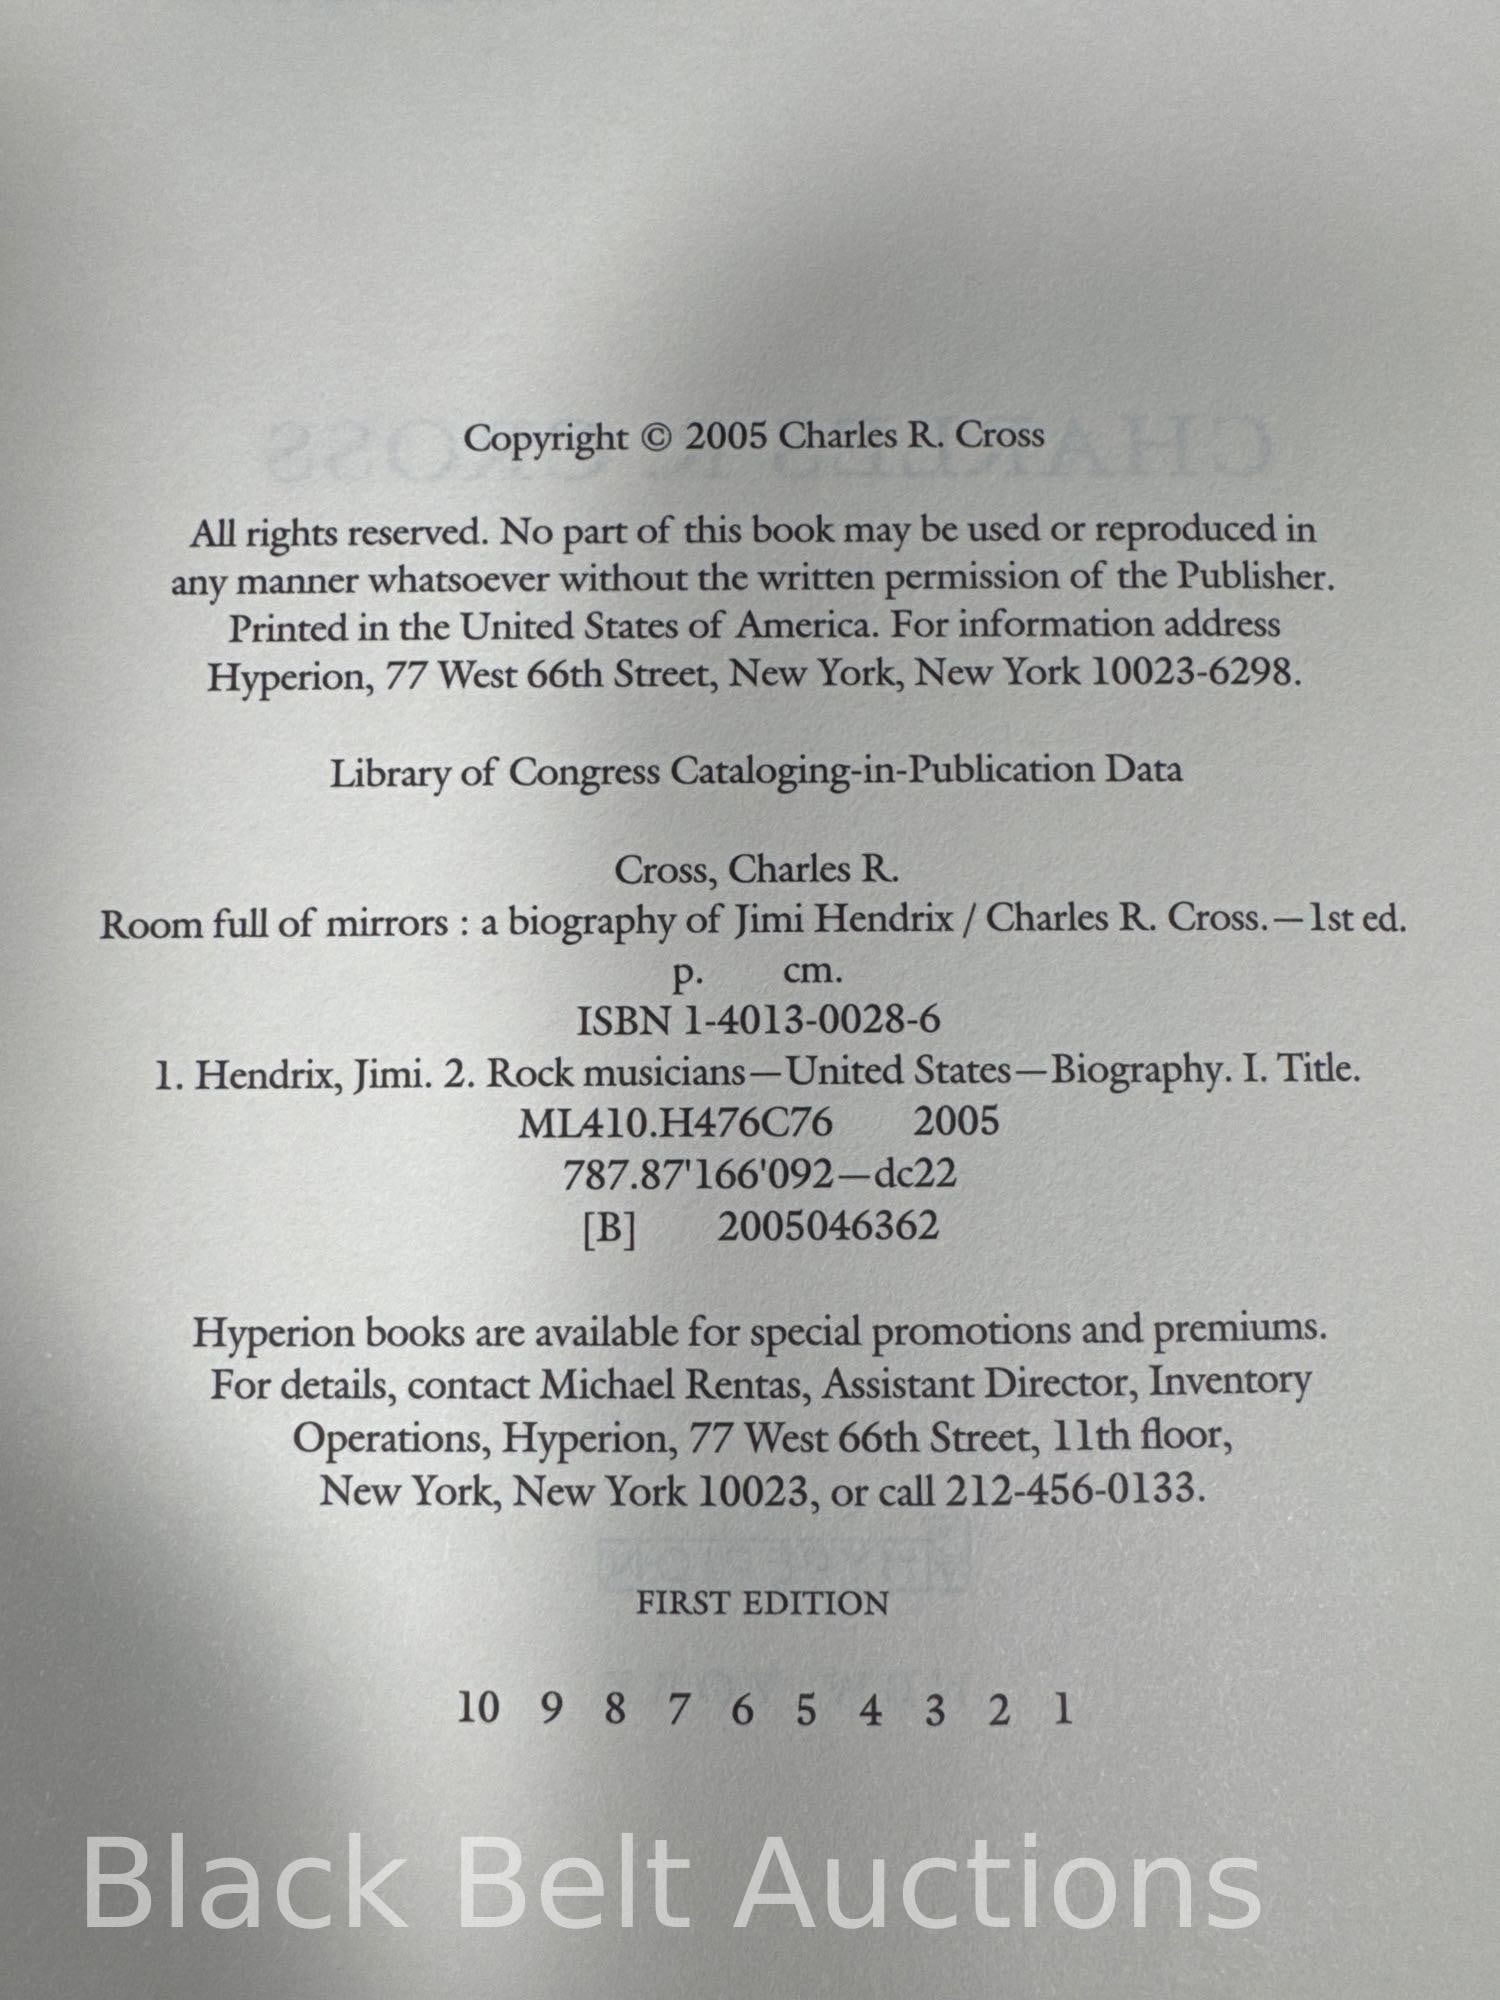 Copyright © 2005 Charles R. Cross
All rights reserved. No part of this book may be used or reproduced in
any manner whatsoever without the written permission of the Publisher.
Printed in the United States of America. For information address
Hyperion, 77 West 66th Street, New York, New York 10023-6298.
Library of Congress Cataloging-in-Publication Data
Cross, Charles R.
Room full of mirrors : a biography of Jimi Hendrix / Charles R. Cross.—1st ed.
p. cm.
ISBN 1-4013-0028-6
1. Hendrix, Jimi. 2. Rock musicians—United States—Biography. I. Title.
ML410.H476C76 2005
787.87'166'092—dc22
[B] 2005046362
Hyperion books are available for special promotions and premiums.
For details, contact Michael Rentas, Assistant Director, Inventory
Operations, Hyperion, 77 West 66th Street, 11th floor,
New York, New York 10023, or call 212-456-0133.
FIRST EDITION
10 9 8 7 6 5 4 3 2 1
Black Belt Auctions